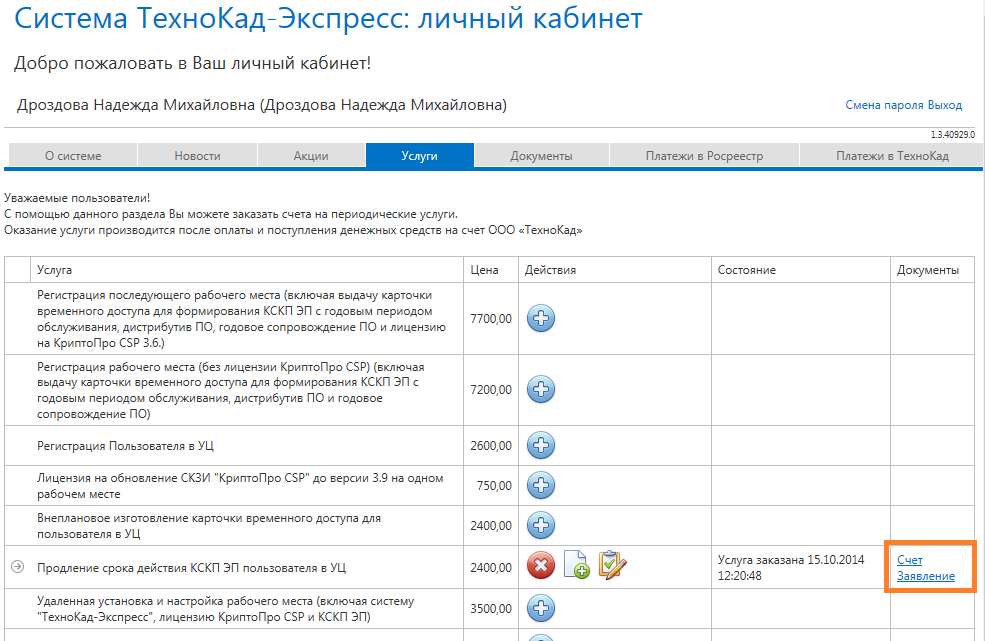 Система ТехноКад-Экспресс: личный кабинет
Добро пожаловать в Ваш личный кабинет!
Дроздова Надежда Михайловна (Дроздова Надежда Михайловна)
Смена пароля Выход
1.3.40929.0
О системе Новости Акции Услуги Документы Платежи в Росреестр Платежи в ТехноКад
Уважаемые пользователи!
С помощью данного раздела Вы можете заказать счета на периодические услуги.
Оказание услуги производится после оплаты и поступления денежных средств на счет ООО «ТехноКад»
Услуга Цена Действия Состояние Документы
Регистрация последующего рабочего места (включая выдачу карточки
временного доступа для формирования КСКП ЭП с годовым периодом
обслуживания, дистрибутив ПО, годовое сопровождение ПО и лицензию
на КриптоПро CSP 3.6.)
7700,00
Регистрация рабочего места (без лицензии КриптоПро CSP) (включая
выдачу карточки временного доступа для формирования КСКП ЭП с
годовым периодом обслуживания, дистрибутив ПО и годовое
сопровождение ПО)
7200,00
Регистрация Пользователя в УЦ
2600,00
Лицензия на обновление СКЗИ "КриптоПро CSP" до версии 3.9 на одном
рабочем месте
750,00
Внеплановое изготовление карточки временного доступа для
пользователя в УЦ
2400,00
Продление срока действия КСКП ЭП пользователя в УЦ
2400,00
Услуга заказана 15.10.2014
12:20:48
Счет
Заявление
Удаленная установка и настройка рабочего места (включая систему
"ТехноКад-Экспресс", лицензию КриптоПро CSP и КСКП ЭП)
3500,00